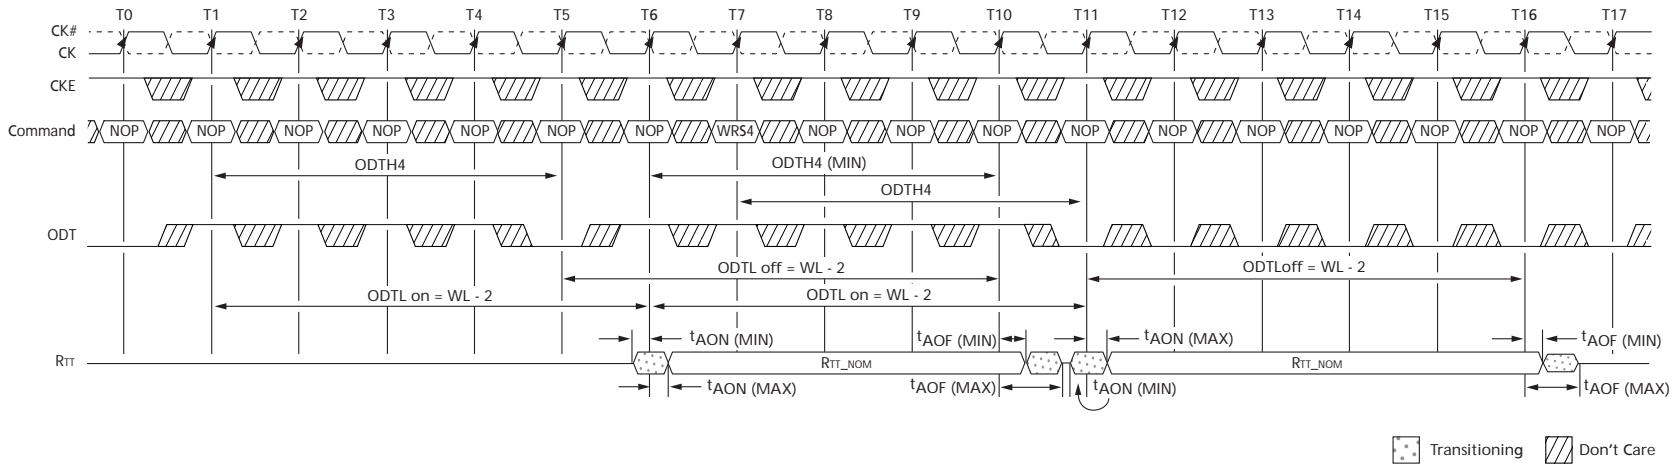 T0 T1 T2 T3 T4 T5 T6 T7 T8 T9 T10 T11 T12 T13 T14 T15 T16 T17
CK#
CK
CKE
Command NOP NOP NOP NOP NOP NOP NOP WRS4 NOP NOP NOP NOP NOP NOP NOP NOP NOP NOP
ODTH4 ODTH4 (MIN)
ODTH4
ODT
ODTL off = WL - 2 ODTLoff = WL - 2
ODTL on = WL - 2 ODTL on = WL - 2
tAON (MIN) tAOF (MIN) tAON (MAX) tAOF (MIN)
RTT RTT_NOM RTT_NOM
tAON (MAX) tAOF (MAX) tAON (MIN) tAOF (MAX)
Transitioning Don't Care